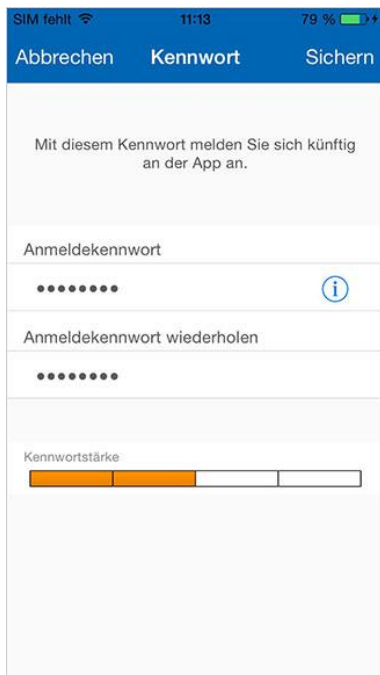 SIM fehlt 11:13 79 %
Abbrechen Kennwort Sichern
Mit diesem Kennwort melden Sie sich künftig
an der App an.
Anmeldekennwort
••••••••
Anmeldekennwort wiederholen
••••••••
Kennwortstärke